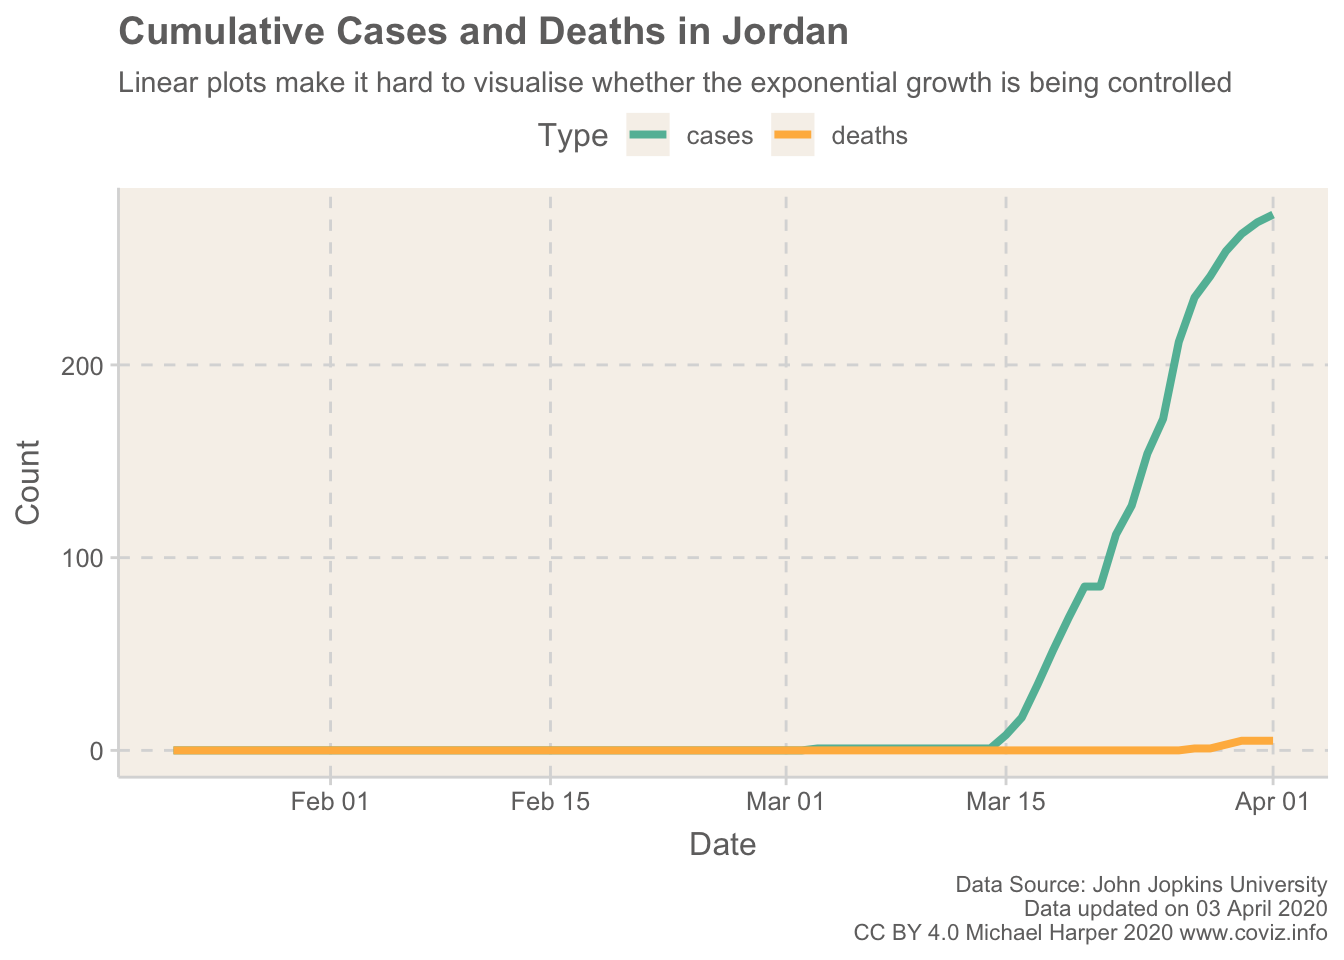 Cumulative Cases and Deaths in Jordan
Linear plots make it hard to visualise whether the exponential growth is being controlled
Type cases deaths
Count
200
100
0
Feb 01 Feb 15 Mar 01 Mar 15 Apr 01
Date
Data Source: John Jopkins University
Data updated on 03 April 2020
CC BY 4.0 Michael Harper 2020 www.coviz.info